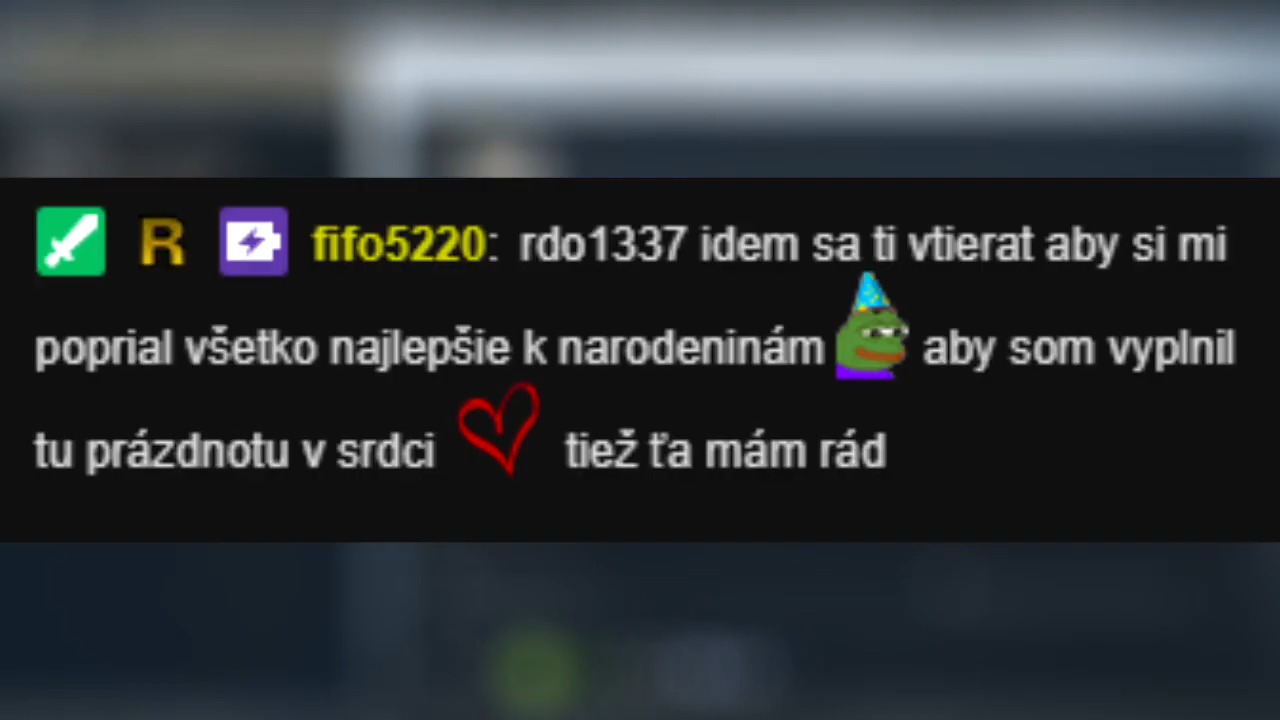 R fifo5220: rdo1337 idem sa ti vtierat aby si mi
poprial všetko najlepšie k narodeninám aby som vyplnil
tu prázdnotu v srdci tiež ťa mám rád